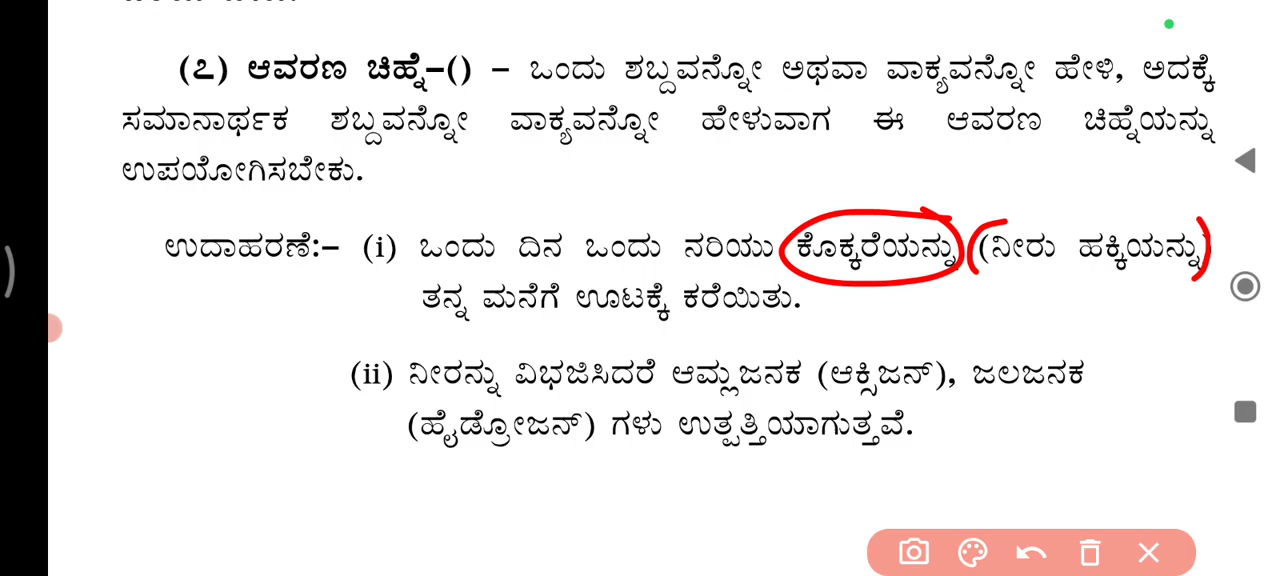 (೭) ಆವರಣ ಚಿಹ್ನೆ–() – ಒಂದು ಶಬ್ದವನ್ನೋ ಅಥವಾ ವಾಕ್ಯವನ್ನೋ ಹೇಳಿ, ಅದಕ್ಕೆ
ಸಮಾನಾರ್ಥಕ ಶಬ್ದವನ್ನೋ ವಾಕ್ಯವನ್ನೋ ಹೇಳುವಾಗ ಈ ಆವರಣ ಚಿಹ್ನೆಯನ್ನು
ಉಪಯೋಗಿಸಬೇಕು.
ಉದಾಹರಣೆ:– (i) ಒಂದು ದಿನ ಒಂದು ನರಿಯು ಕೊಕ್ಕರೆಯನ್ನು (ನೀರು ಹಕ್ಕಿಯನ್ನು)
ತನ್ನ ಮನೆಗೆ ಊಟಕ್ಕೆ ಕರೆಯಿತು.
(ii) ನೀರನ್ನು ವಿಭಜಿಸಿದರೆ ಆಮ್ಲಜನಕ (ಆಕ್ಸಿಜನ್), ಜಲಜನಕ
(ಹೈಡ್ರೋಜನ್) ಗಳು ಉತ್ಪತ್ತಿಯಾಗುತ್ತವೆ.